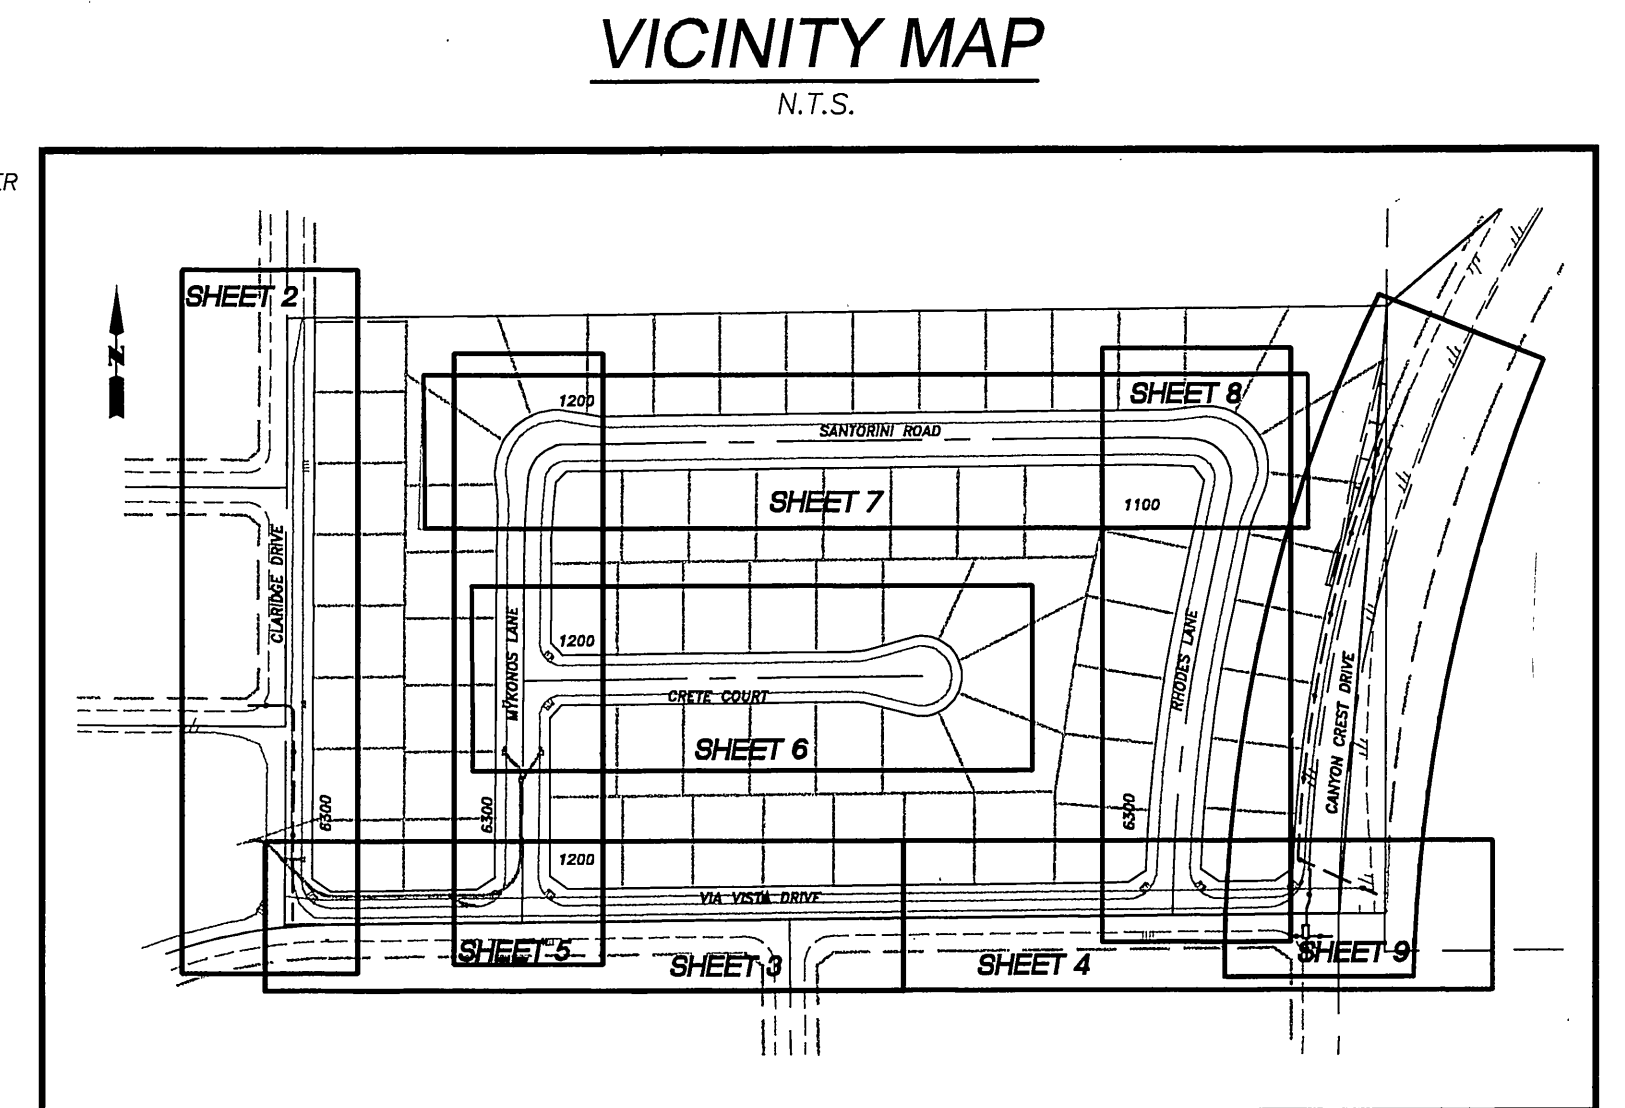 VICINITY MAP
N.T.S.
ER
SHEET 2
N
1200
SHEET 8
SANTORINI ROAD
SHEET 7
1100
CLARIDGE DRIVE
MYKONOS LANE
1200
CRETE COURT
RHODES LANE
CANYON CREST DRIVE
SHEET 6
6300
6300
6300
1200
VIA VISTA DRIVE
SHEET 5
SHEET 3
SHEET 4
SHEET 9